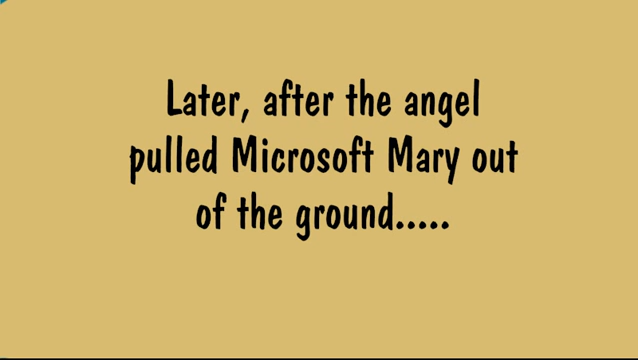 Later, after the angel
pulled Microsoft Mary out
of the ground.....